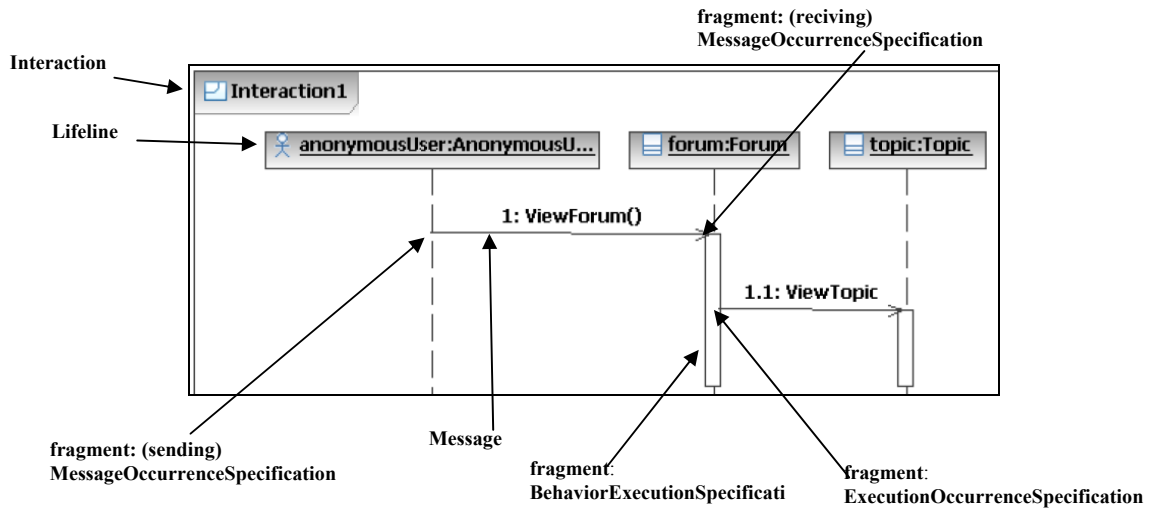 fragment: (reciving)
MessageOccurrenceSpecification
Interaction
Interaction1
Lifeline
anonymousUser:AnonymousU...
forum:Forum
topic:Topic
1: ViewForum()
1.1: ViewTopic
fragment: (sending)
MessageOccurrenceSpecification
Message
fragment:
BehaviorExecutionSpecificati
fragment:
ExecutionOccurrenceSpecification